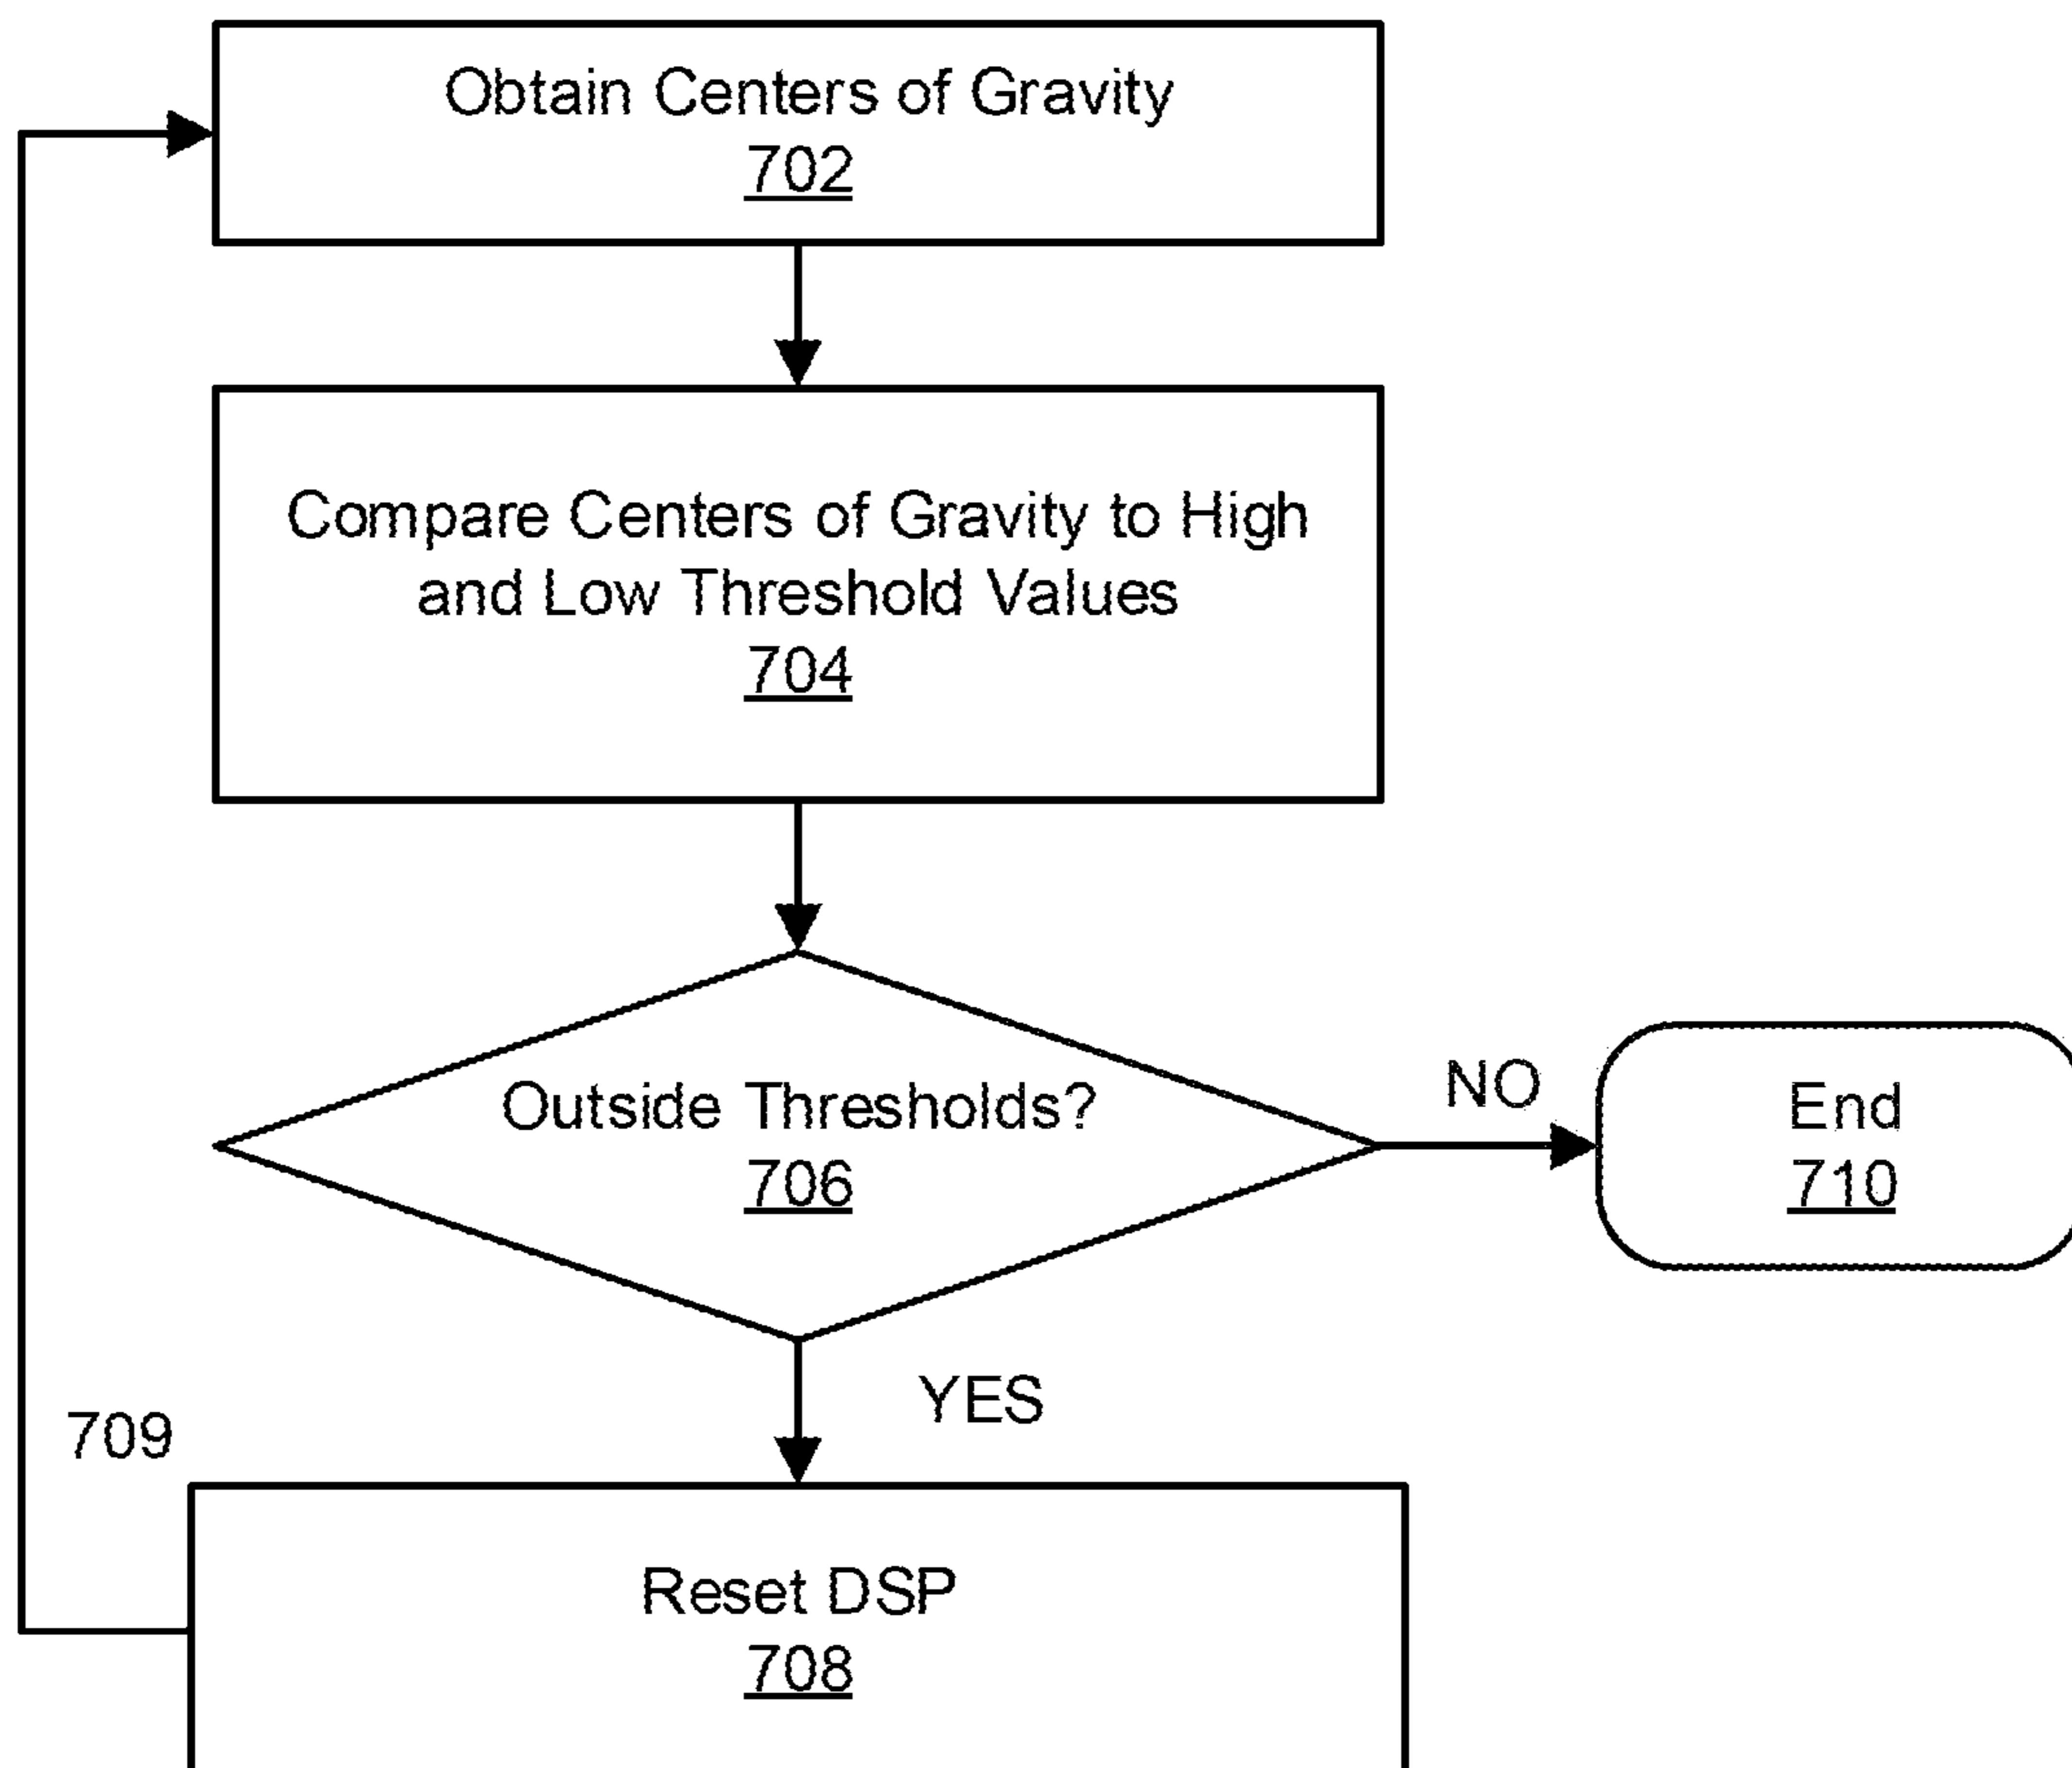 Obtain Centers of Gravity
702
Compare Centers of Gravity to High
and Low Threshold Values
704
Outside Thresholds?
706
NO
End
710
YES
709
Reset DSP
708